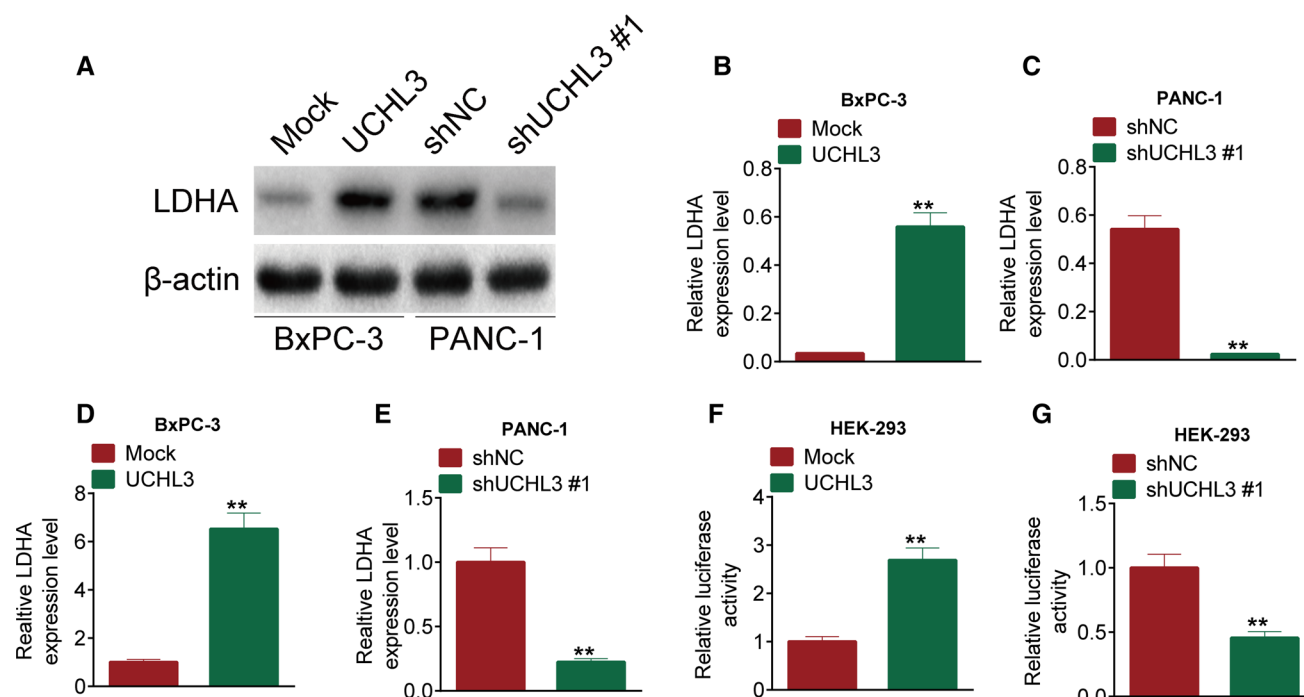 A
Mock
UCHL3
shNC
shUCHL3 #1
LDHA
β-actin
BxPC-3
PANC-1
B
BxPC-3
Mock
UCHL3
Relative LDHA
expression level
0.8
0.6
0.4
0.2
0.0
**
C
PANC-1
shNC
shUCHL3 #1
Relative LDHA
expression level
0.8
0.6
0.4
0.2
0.0
**
D
BxPC-3
Mock
UCHL3
Realtive LDHA
expression level
8
6
4
2
0
**
E
PANC-1
shNC
shUCHL3 #1
Realtive LDHA
expression level
1.5
1.0
0.5
0.0
**
F
HEK-293
Mock
UCHL3
Relative luciferase
activity
4
3
2
1
0
**
G
HEK-293
shNC
shUCHL3 #1
Relative luciferase
activity
1.5
1.0
0.5
0.0
**